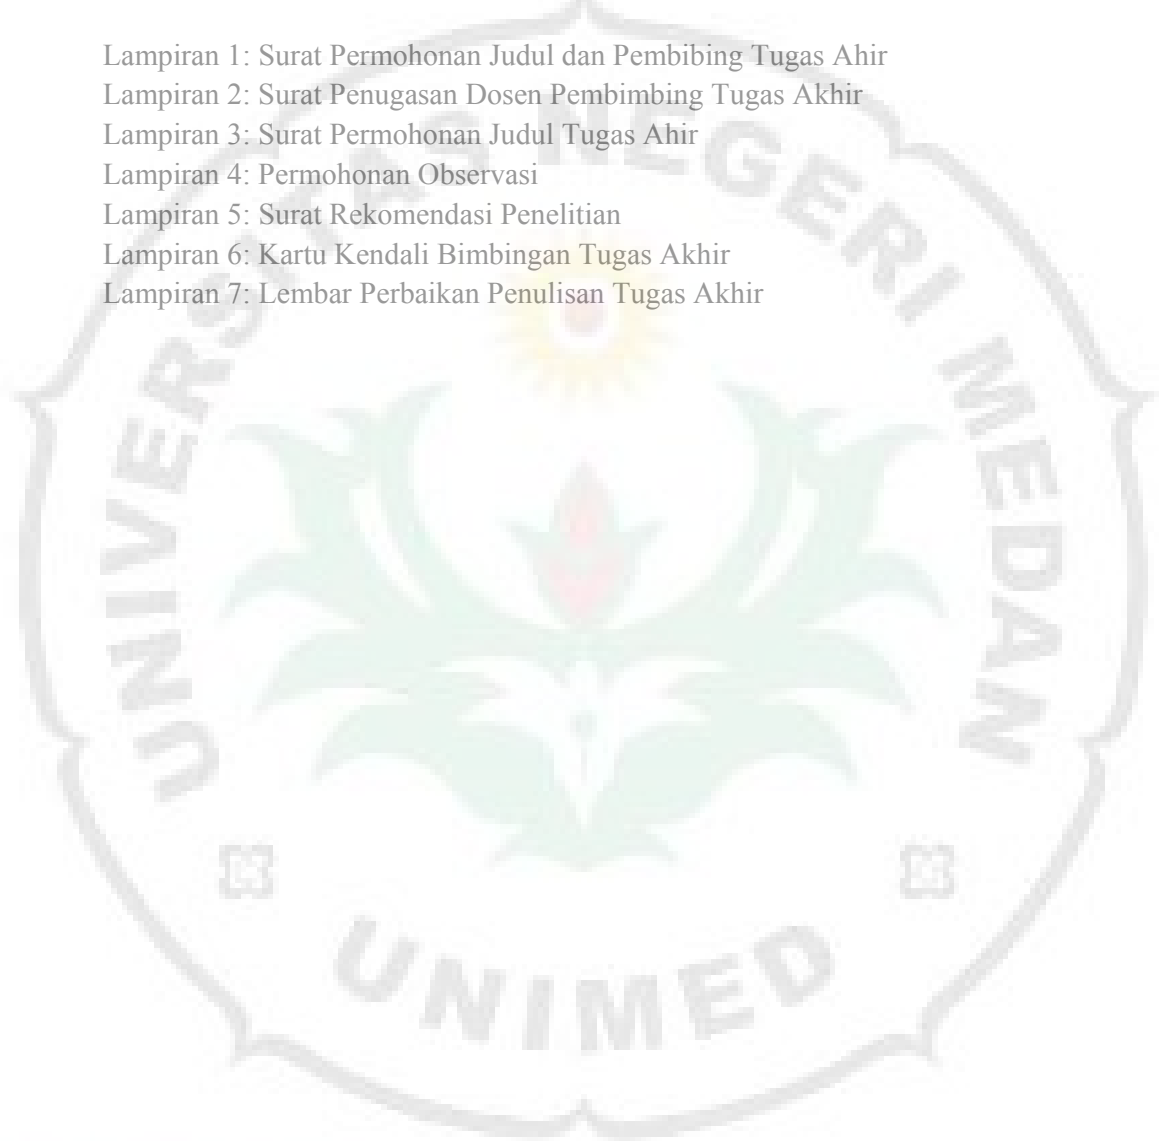 Lampiran 1: Surat Permohonan Judul dan Pembibing Tugas Ahir
Lampiran 2: Surat Penugasan Dosen Pembimbing Tugas Akhir
Lampiran 3: Surat Permohonan Judul Tugas Ahir
Lampiran 4: Permohonan Observasi
Lampiran 5: Surat Rekomendasi Penelitian
Lampiran 6: Kartu Kendali Bimbingan Tugas Akhir
Lampiran 7: Lembar Perbaikan Penulisan Tugas Akhir
UNIVERSITAS NEGERI MEDAN
UNIMED